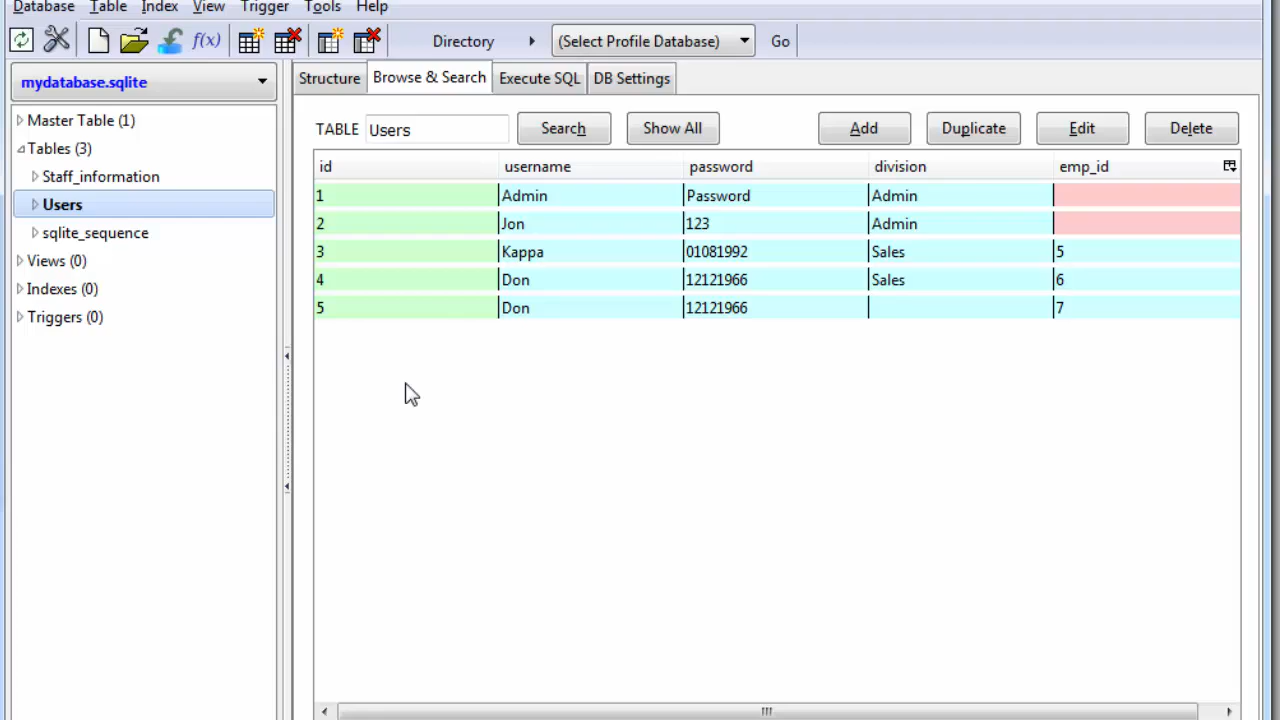 Database Table Index View Trigger Tools Help
f(x) Directory (Select Profile Database) Go
mydatabase.sqlite
Master Table (1)
Tables (3)
Staff_information
Users
sqlite_sequence
Views (0)
Indexes (0)
Triggers (0)
Structure Browse & Search Execute SQL DB Settings
TABLE Users Search Show All Add Duplicate Edit Delete
id username password division emp_id
1 Admin Password Admin
2 Jon 123 Admin
3 Kappa 01081992 Sales 5
4 Don 12121966 Sales 6
5 Don 12121966 7